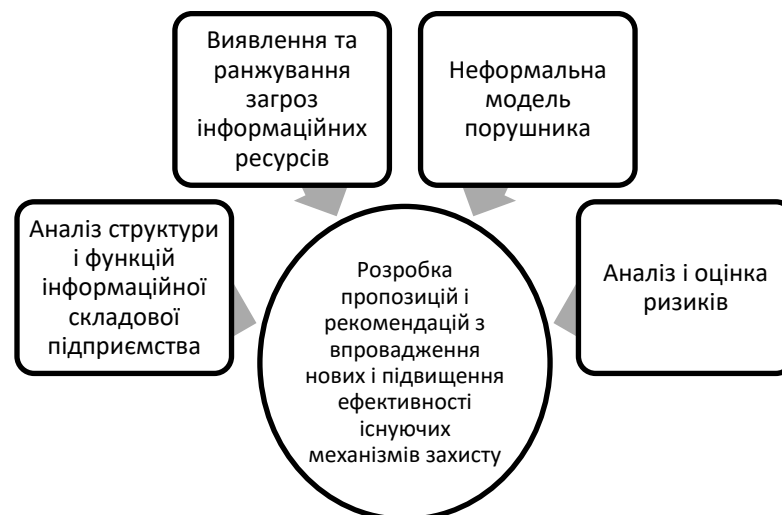 Виявлення та
ранжування
загроз
інформаційних
ресурсів
Неформальна
модель
порушника
Аналіз структури
і функцій
інформаційної
складової
підприємства
Розробка
пропозицій і
рекомендацій з
впровадження
нових і підвищення
ефективності
існуючих
механізмів захисту
Аналіз і оцінка
ризиків